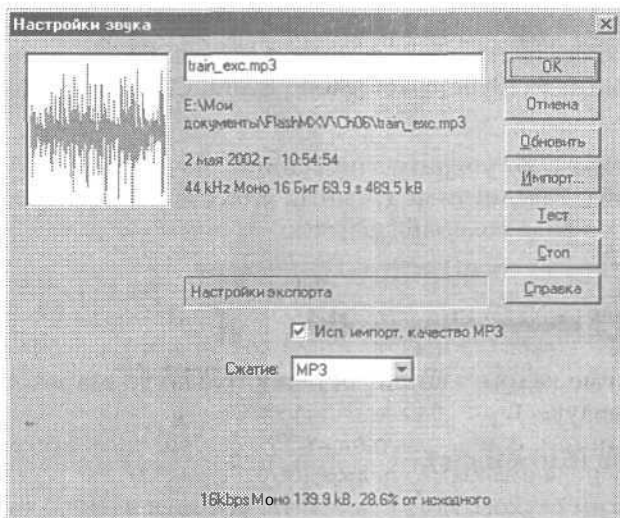 Настройки звука
train_exc.mp3
OK
E:\Мои
документы\FlashMX\V\Ch06\train_exc.mp3
Отмена
2 мая 2002 г. 10:54:54
Обновить
44 kHz Моно 16 Бит 69.9 s 489.5 kB
Импорт...
Тест
Стоп
Настройки экспорта
Справка
Исп. импорт. качество MP3
Сжатие: MP3
16kbps Моно 139.9 kB, 28.6% от исходного